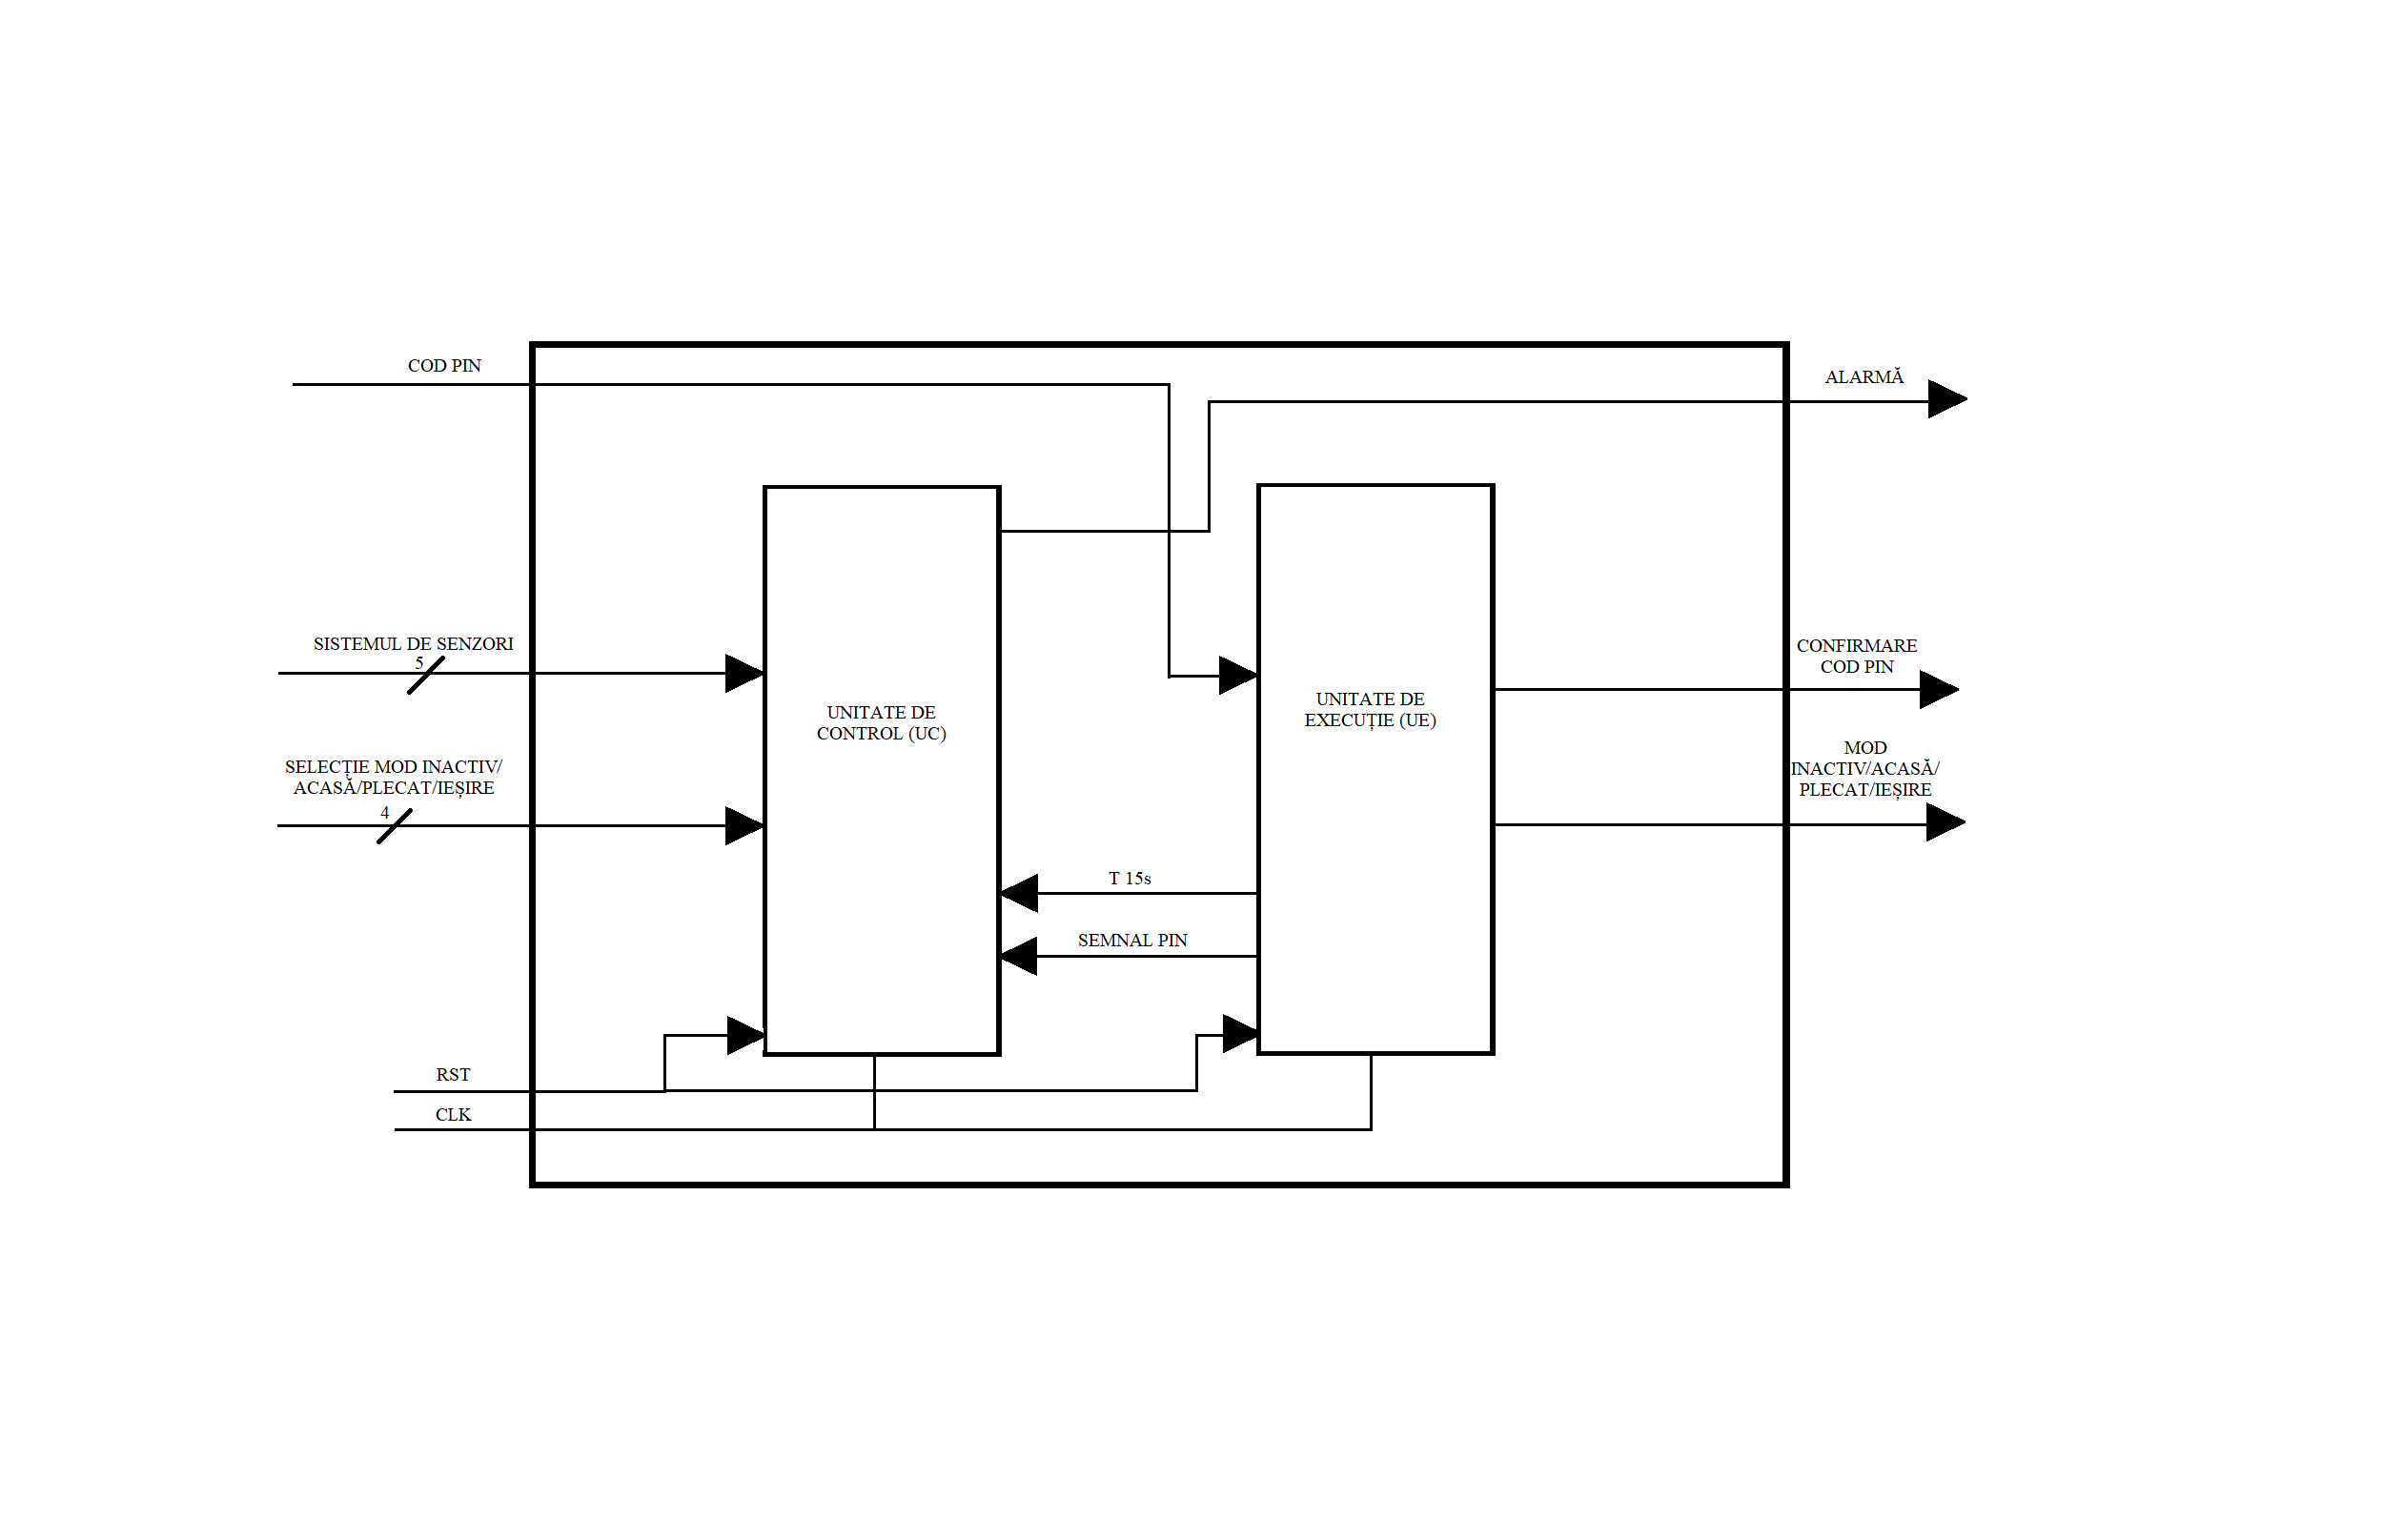 COD PIN
ALARMĂ
SISTEMUL DE SENZORI
5
CONFIRMARE
COD PIN
UNITATE DE
CONTROL (UC)
UNITATE DE
EXECUȚIE (UE)
SELECȚIE MOD INACTIV/
ACASĂ/PLECAT/IEȘIRE
4
MOD
INACTIV/ACASĂ/
PLECAT/IEȘIRE
T 15s
SEMNAL PIN
RST
CLK